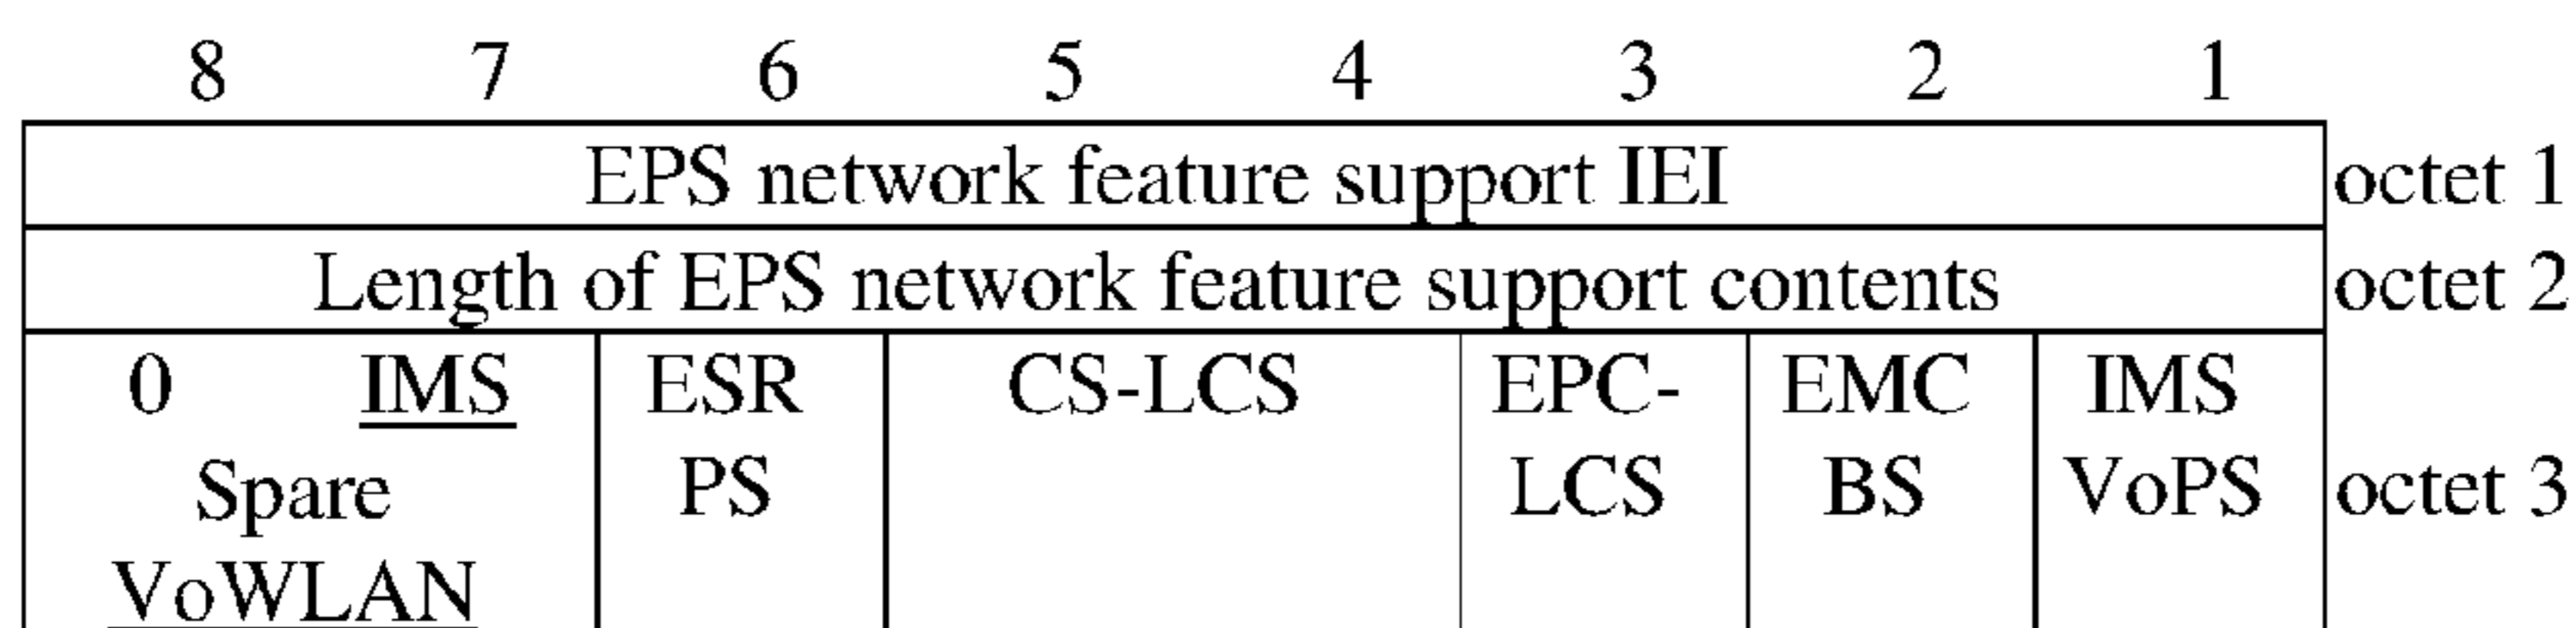 8 7 6 5 4 3 2 1
EPS network feature support IEI octet 1
Length of EPS network feature support contents octet 2
0 IMS ESR CS-LCS EPC- EMC IMS
Spare PS LCS BS VoPS octet 3
VoWLAN